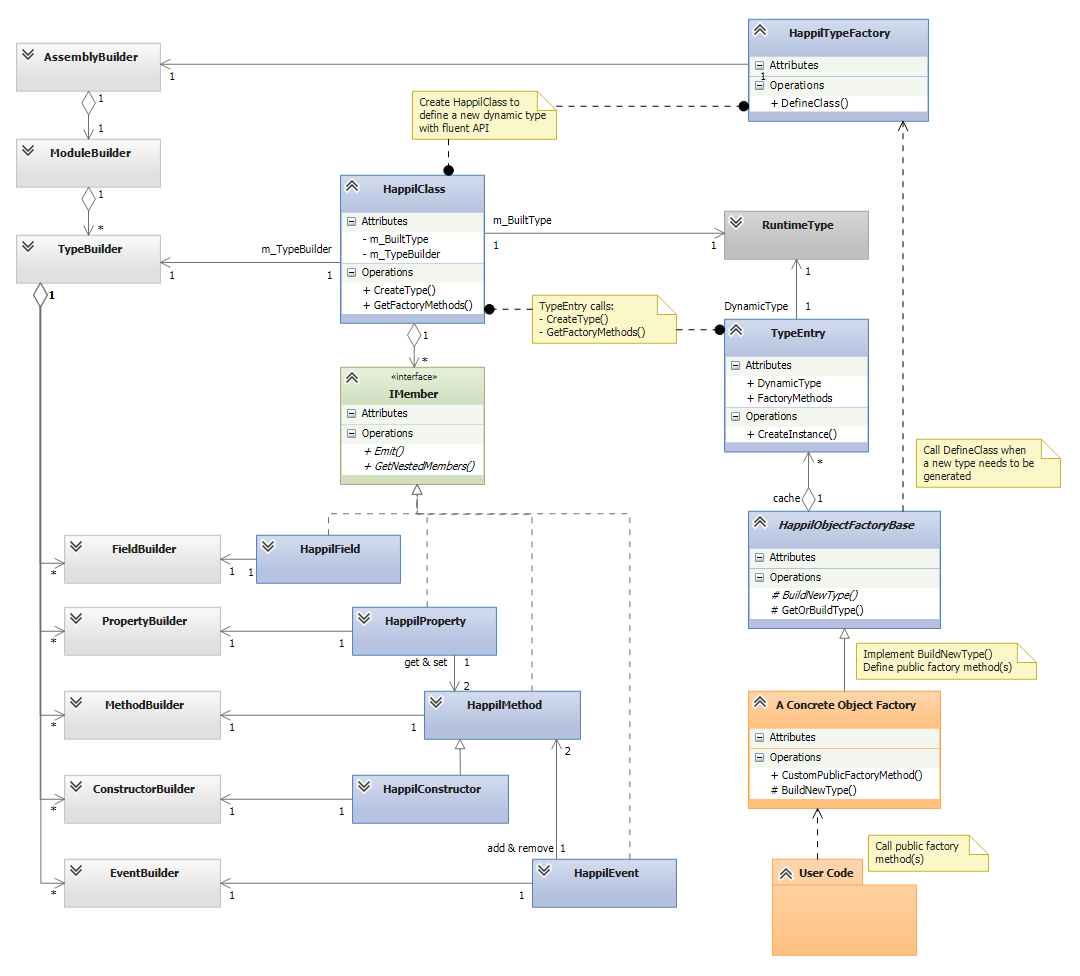 HappilTypeFactory
Attributes
1
Operations
+ DefineClass()
AssemblyBuilder
1
1
1
ModuleBuilder
1
*
TypeBuilder
1
1
Create HappilClass to
define a new dynamic type
with fluent API
HappilClass
Attributes
- m_BuiltType
- m_TypeBuilder
Operations
+ CreateType()
+ GetFactoryMethods()
m_TypeBuilder
1
m_BuiltType
1
1
RuntimeType
1
DynamicType
1
TypeEntry calls:
- CreateType()
- GetFactoryMethods()
TypeEntry
Attributes
+ DynamicType
+ FactoryMethods
Operations
+ CreateInstance()
1
*
«interface»
IMember
Attributes
Operations
+ Emit()
+ GetNestedMembers()
Call DefineClass when
a new type needs to be
generated
*
cache
1
HappilObjectFactoryBase
Attributes
Operations
# BuildNewType()
# GetOrBuildType()
FieldBuilder
*
1
1
HappilField
PropertyBuilder
*
1
1
HappilProperty
get & set
1
2
Implement BuildNewType()
Define public factory method(s)
MethodBuilder
*
1
1
HappilMethod
2
A Concrete Object Factory
Attributes
Operations
+ CustomPublicFactoryMethod()
# BuildNewType()
ConstructorBuilder
*
1
1
HappilConstructor
add & remove
1
Call public factory
method(s)
EventBuilder
*
1
1
HappilEvent
User Code